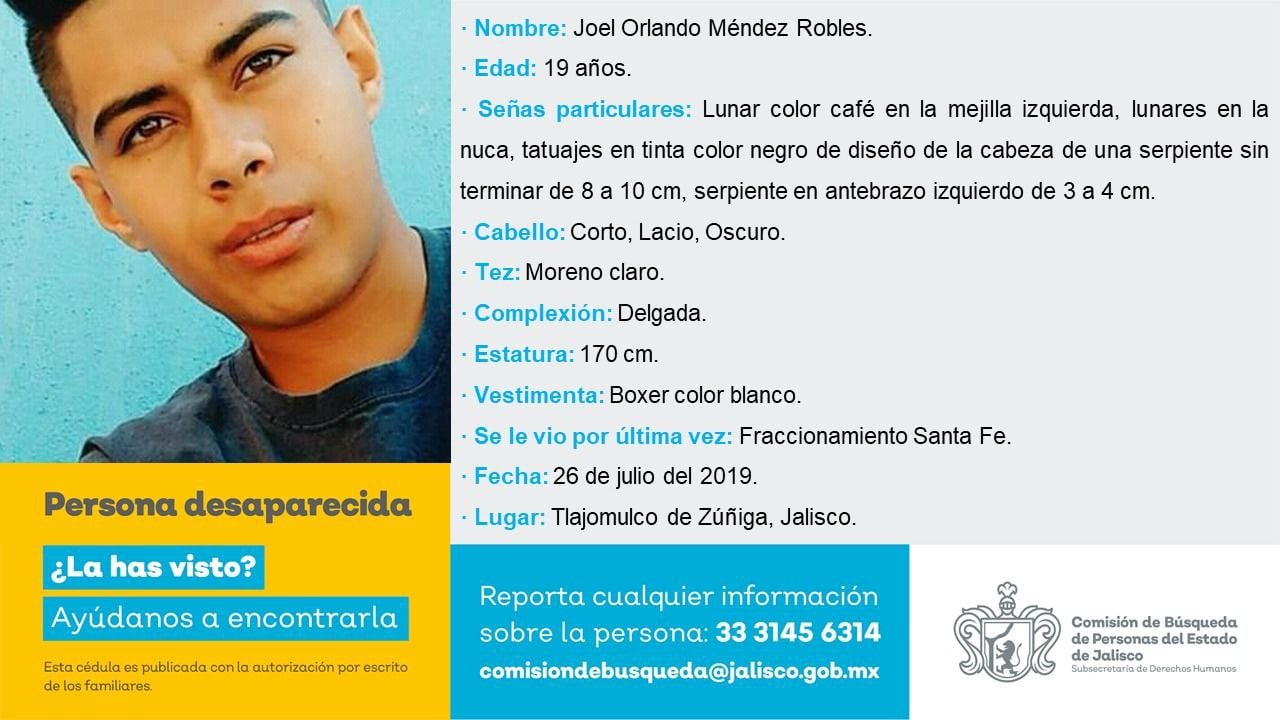 · Nombre: Joel Orlando Méndez Robles.
· Edad: 19 años.
· Señas particulares: Lunar color café en la mejilla izquierda, lunares en la
nuca, tatuajes en tinta color negro de diseño de la cabeza de una serpiente sin
terminar de 8 a 10 cm, serpiente en antebrazo izquierdo de 3 a 4 cm.
· Cabello: Corto, Lacio, Oscuro.
· Tez: Moreno claro.
· Complexión: Delgada.
· Estatura: 170 cm.
· Vestimenta: Boxer color blanco.
· Se le vio por última vez: Fraccionamiento Santa Fe.
· Fecha: 26 de julio del 2019.
· Lugar: Tlajomulco de Zúñiga, Jalisco.
Persona desaparecida
¿La has visto?
Ayúdanos a encontrarla
Esta cédula es publicada con la autorización por escrito
de los familiares.
Reporta cualquier información
sobre la persona: 33 3145 6314
comisiondebusqueda@jalisco.gob.mx
Comisión de Búsqueda
de Personas del Estado
de Jalisco
Subsecretaría de Derechos Humanos